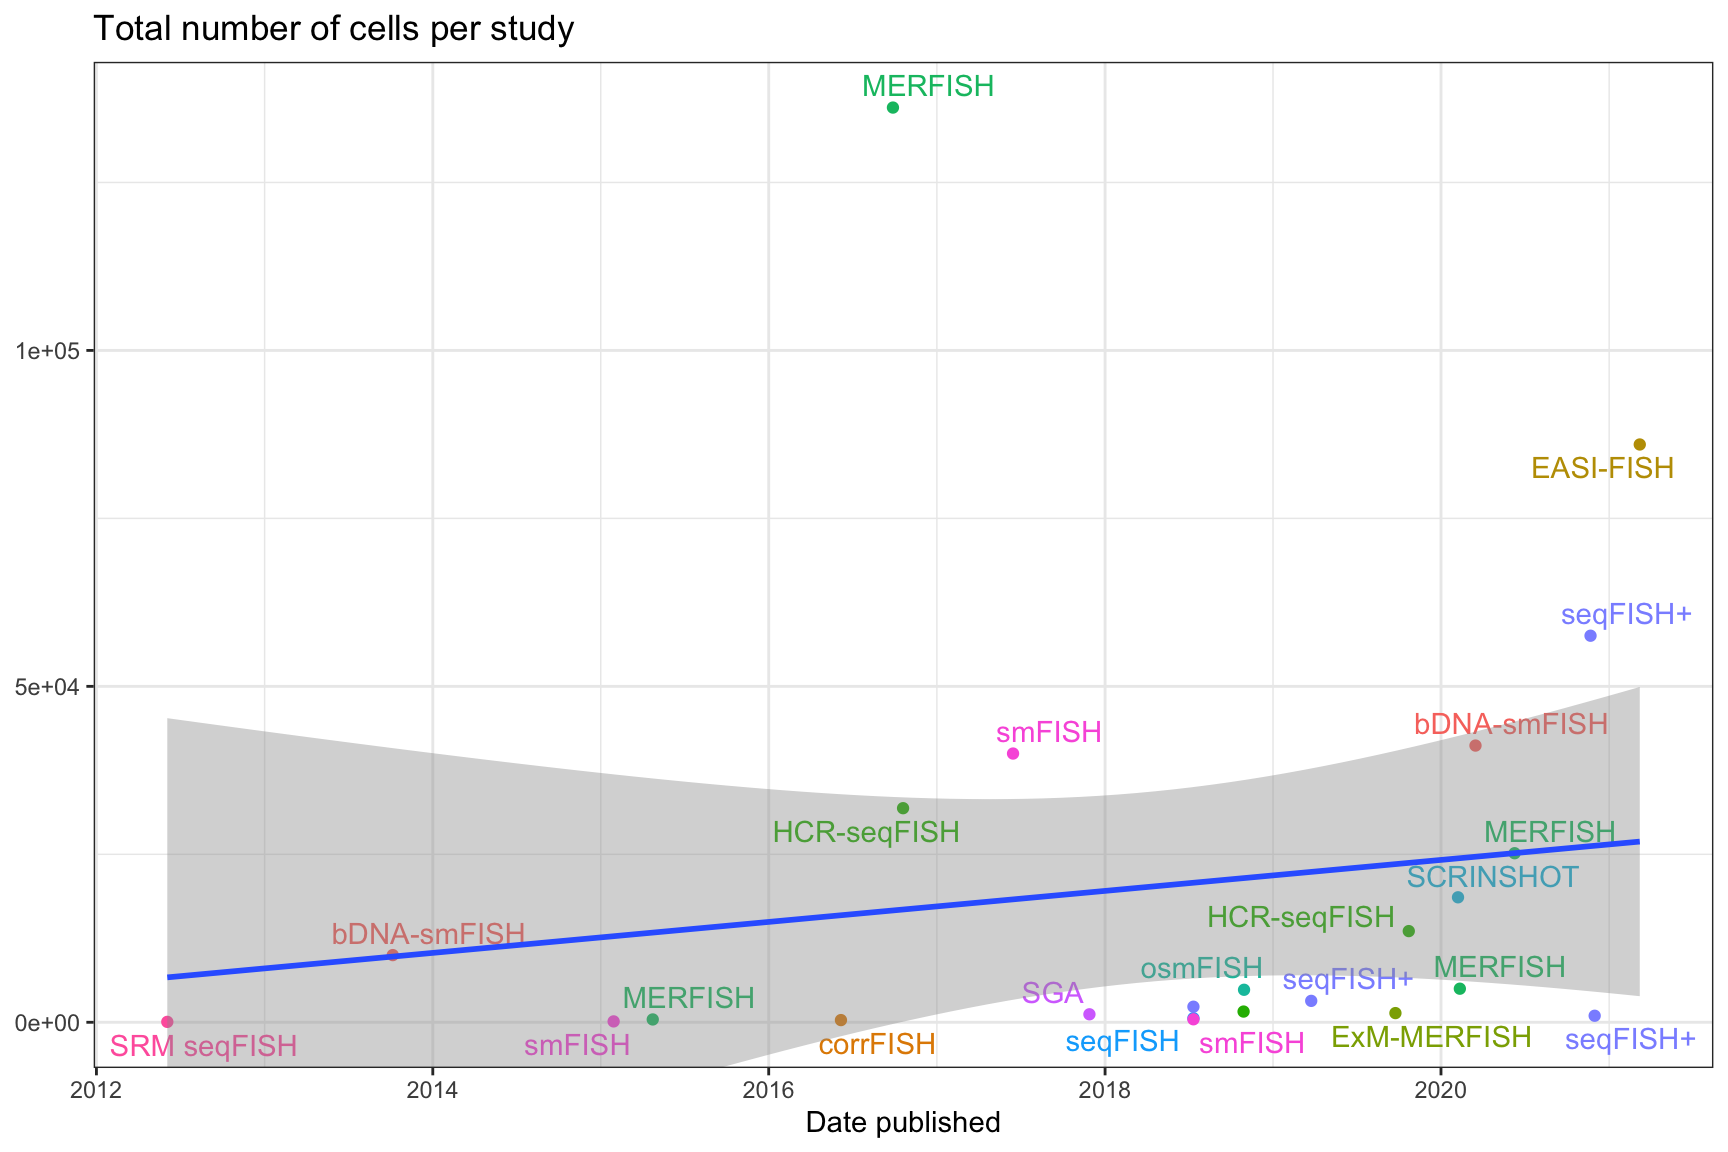 Total number of cells per study
MERFISH
1e+05
EASI-FISH
seqFISH+
5e+04
bDNA-smFISH
smFISH
HCR-seqFISH
MERFISH
SCRINSHOT
HCR-seqFISH
bDNA-smFISH
osmFISH
MERFISH
seqFISH+
SGA
MERFISH
0e+00
SRM seqFISH
smFISH
corrFISH
seqFISH
smFISH
ExM-MERFISH
seqFISH+
2012
2014
2016
2018
2020
Date published